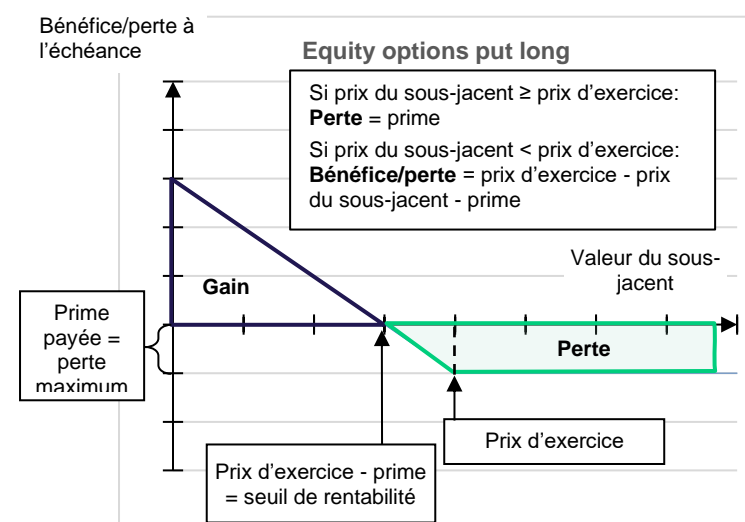 Bénéfice/perte à
l'échéance
Equity options put long
Si prix du sous-jacent ≥ prix d'exercice:
Perte = prime
Si prix du sous-jacent < prix d'exercice:
Bénéfice/perte = prix d'exercice - prix
du sous-jacent - prime
Valeur du sous-
jacent
Gain
Prime
payée =
perte
maximum
Perte
Prix d'exercice
Prix d'exercice - prime
= seuil de rentabilité